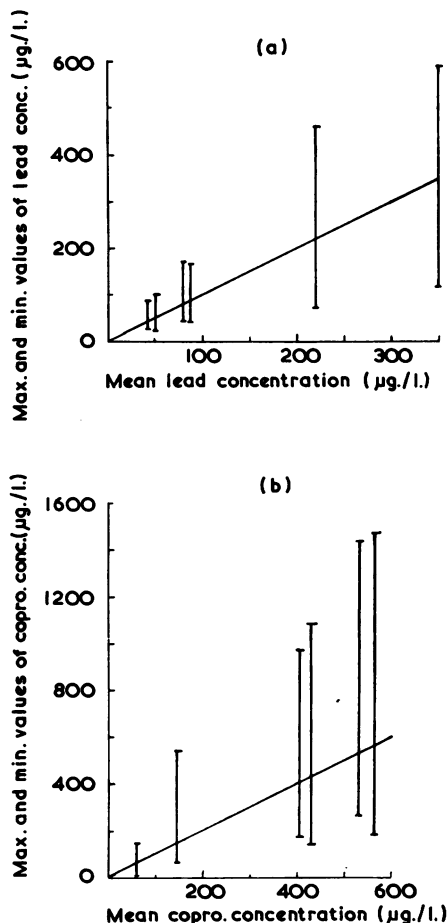 (a)
Max. and min. values of lead conc. (µg./l.)
600
400
200
0
100
200
300
Mean lead concentration (µg./l.)
(b)
Max. and min. values of copro. conc.(µg./l.)
1600
1200
800
400
0
200
400
600
Mean copro. concentration (µg./l.)